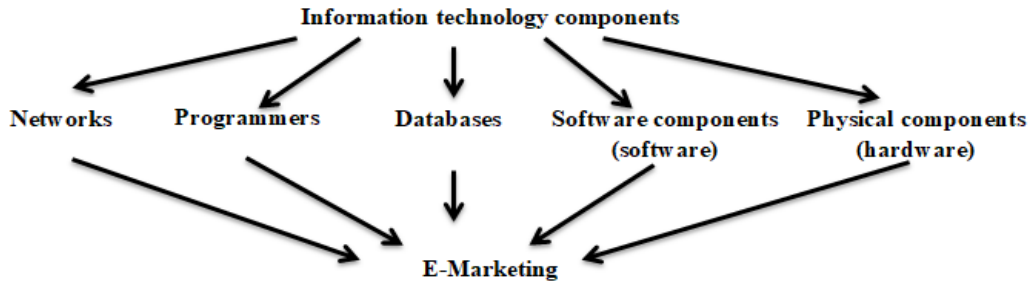 Information technology components
Networks
Programmers
Databases
Software components
(software)
Physical components
(hardware)
E-Marketing